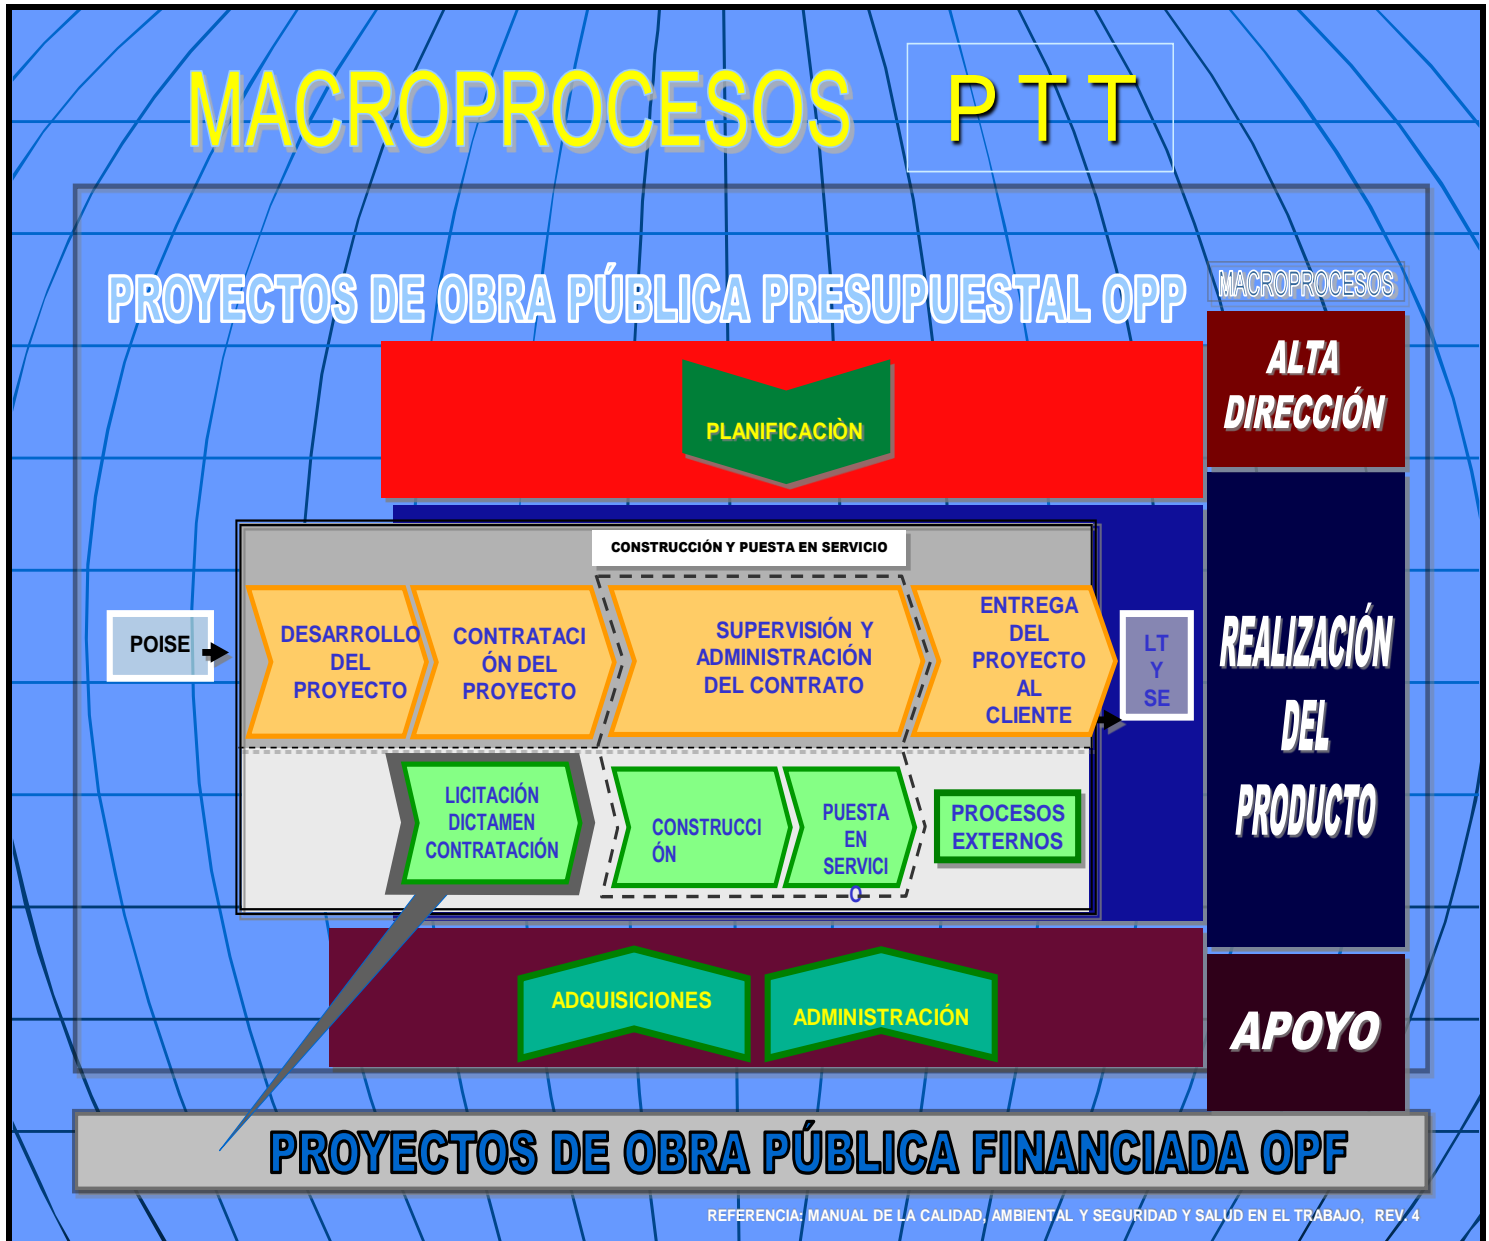 MACROPROCESOS
P T T
PROYECTOS DE OBRA PÚBLICA PRESUPUESTAL OPP
MACROPROCESOS
ALTA
DIRECCIÓN
PLANIFICACIÒN
CONSTRUCCIÓN Y PUESTA EN SERVICIO
POISE
DESARROLLO
DEL
PROYECTO
CONTRATACI
ÓN DEL
PROYECTO
SUPERVISIÓN Y
ADMINISTRACIÓN
DEL CONTRATO
ENTREGA
DEL
PROYECTO
AL
CLIENTE
LT
Y
SE
REALIZACIÓN
DEL
PRODUCTO
LICITACIÓN
DICTAMEN
CONTRATACIÓN
CONSTRUCCI
ÓN
PUESTA
EN
SERVICI
O
PROCESOS
EXTERNOS
ADQUISICIONES
ADMINISTRACIÓN
APOYO
PROYECTOS DE OBRA PÚBLICA FINANCIADA OPF
REFERENCIA: MANUAL DE LA CALIDAD, AMBIENTAL Y SEGURIDAD Y SALUD EN EL TRABAJO, REV. 4